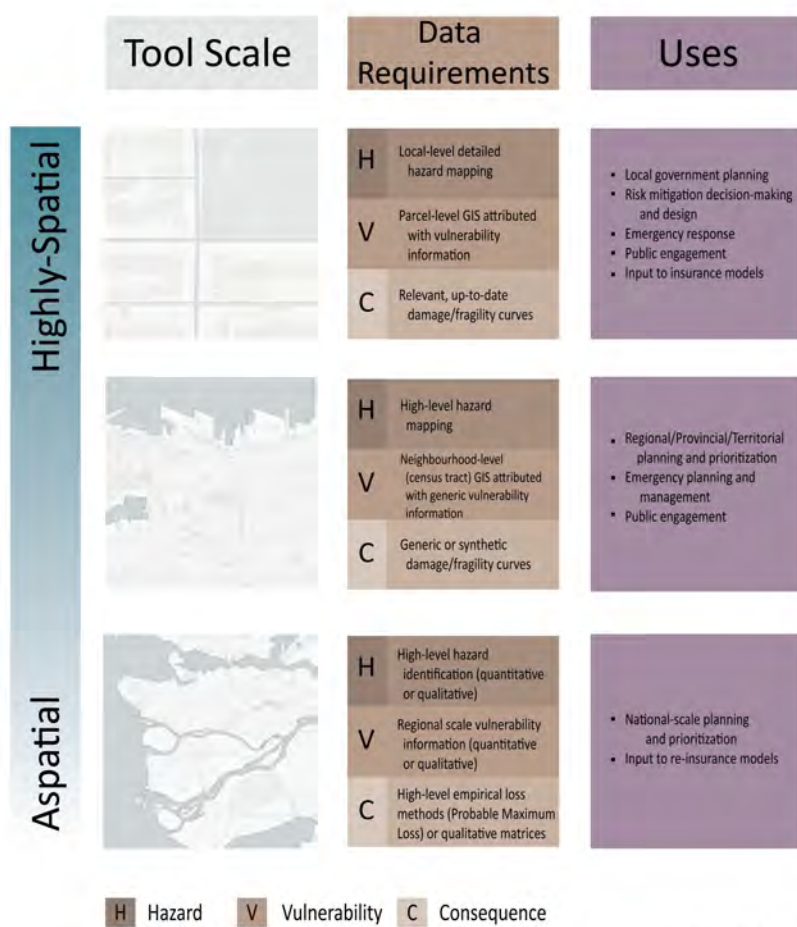 Tool Scale
Data
Requirements
Uses
Highly-Spatial
Aspatial
H
Local-level detailed
hazard mapping
V
Parcel-level GIS attributed
with vulnerability
information
C
Relevant, up-to-date
damage/fragility curves
▪ Local government planning
▪ Risk mitigation decision-making
and design
▪ Emergency response
▪ Public engagement
▪ Input to insurance models
H
High-level hazard
mapping
V
Neighbourhood-level
(census tract) GIS attributed
with generic vulnerability
information
C
Generic or synthetic
damage/fragility curves
▪ Regional/Provincial/Territorial
planning and prioritization
▪ Emergency planning and
management
▪ Public engagement
H
High-level hazard
identification (quantitative
or qualitative)
V
Regional scale vulnerability
information (quantitative
or qualitative)
C
High-level empirical loss
methods (Probable Maximum
Loss) or qualitative matrices
▪ National-scale planning
and prioritization
▪ Input to re-insurance models
H Hazard V Vulnerability C Consequence